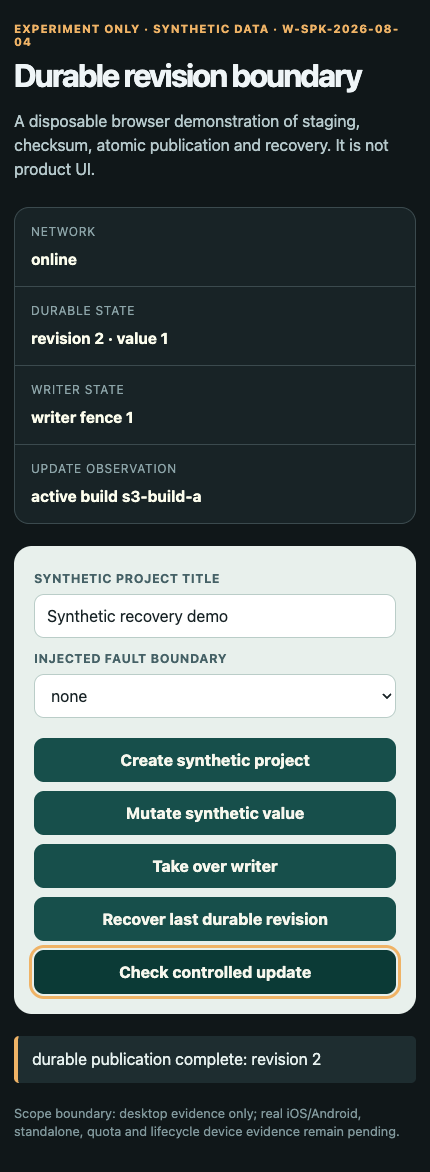 EXPERIMENT ONLY · SYNTHETIC DATA · W-SPK-2026-08-
04
Durable revision boundary
A disposable browser demonstration of staging,
checksum, atomic publication and recovery. It is not
product UI.
NETWORK
online
DURABLE STATE
revision 2 · value 1
WRITER STATE
writer fence 1
UPDATE OBSERVATION
active build s3-build-a
SYNTHETIC PROJECT TITLE
Synthetic recovery demo
INJECTED FAULT BOUNDARY
none
Create synthetic project
Mutate synthetic value
Take over writer
Recover last durable revision
Check controlled update
durable publication complete: revision 2
Scope boundary: desktop evidence only; real iOS/Android,
standalone, quota and lifecycle device evidence remain pending.